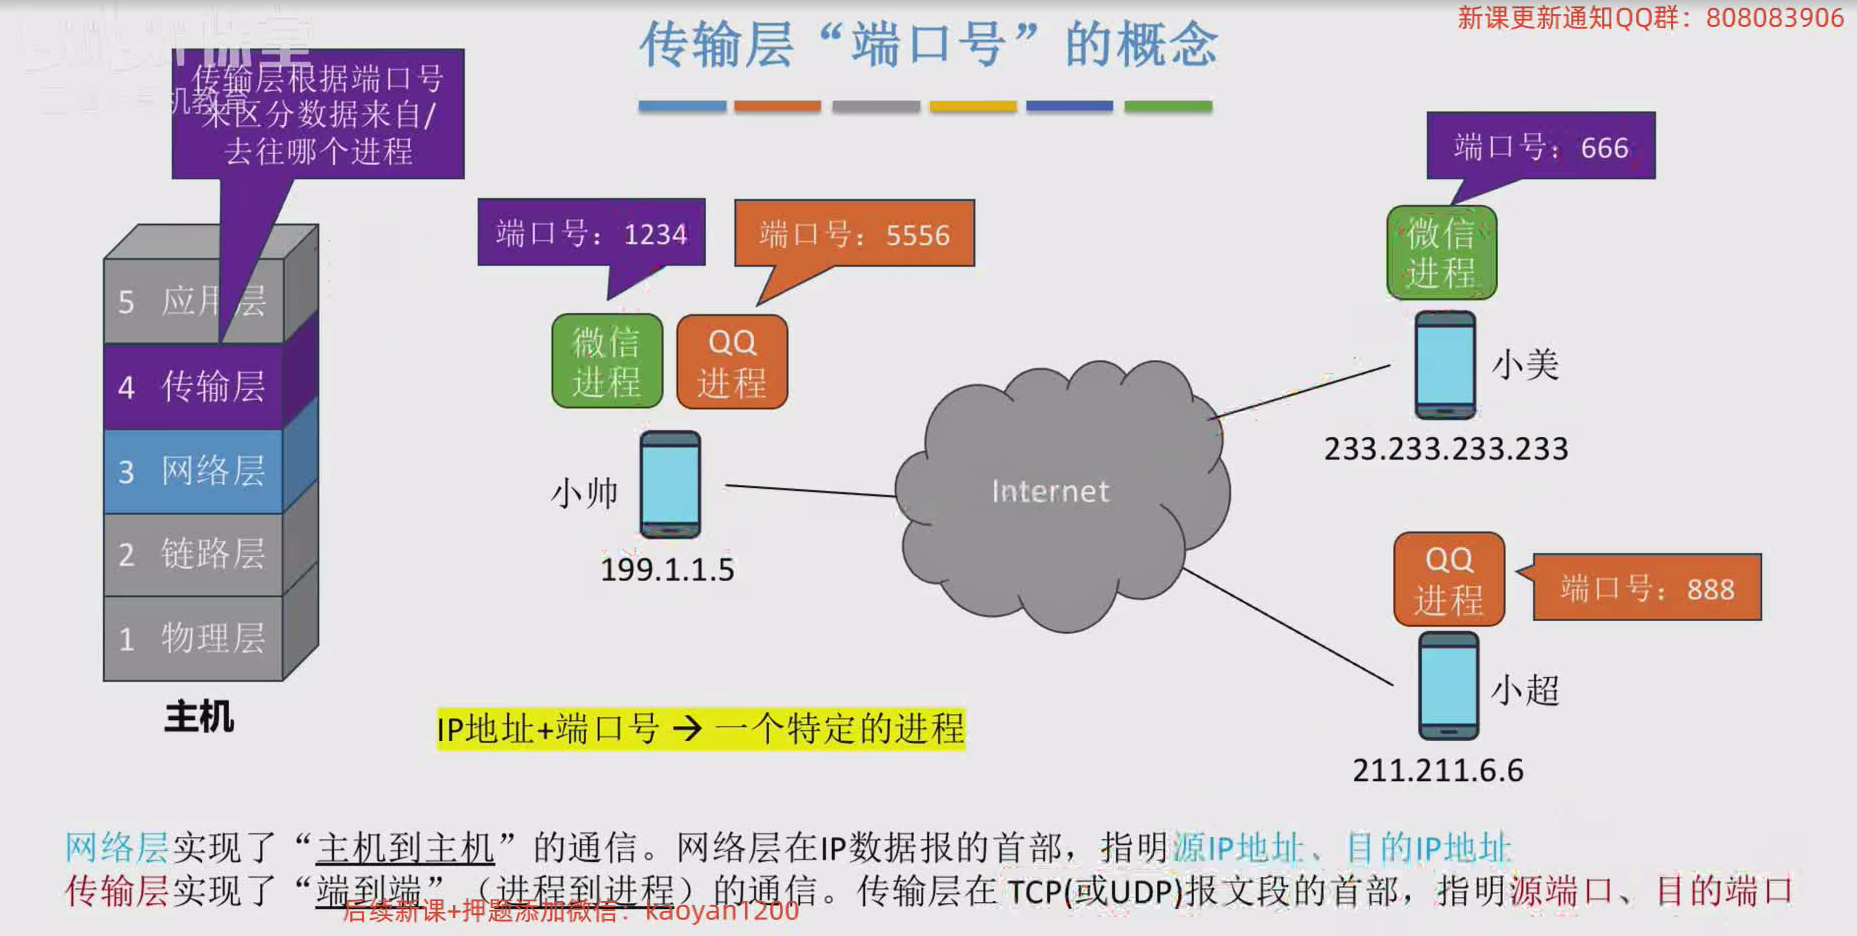 新课更新通知QQ群：808083906
传输层“端口号”的概念
传输层根据端口号
来区分数据来自/
去往哪个进程
端口号：1234
端口号：5556
端口号：666
微信
进程
QQ
进程
微信
进程
5 应用层
4 传输层
3 网络层
2 链路层
1 物理层
主机
小帅
199.1.1.5
Internet
小美
233.233.233.233
QQ
进程
端口号：888
小超
211.211.6.6
IP地址+端口号→一个特定的进程
网络层实现了“主机到主机”的通信。网络层在IP数据报的首部，指明源IP地址、目的IP地址
传输层实现了“端到端”（进程到进程）的通信。传输层在 TCP(或UDP)报文段的首部，指明源端口、目的端口
后续新课+押题添加微信：kaoyan1200